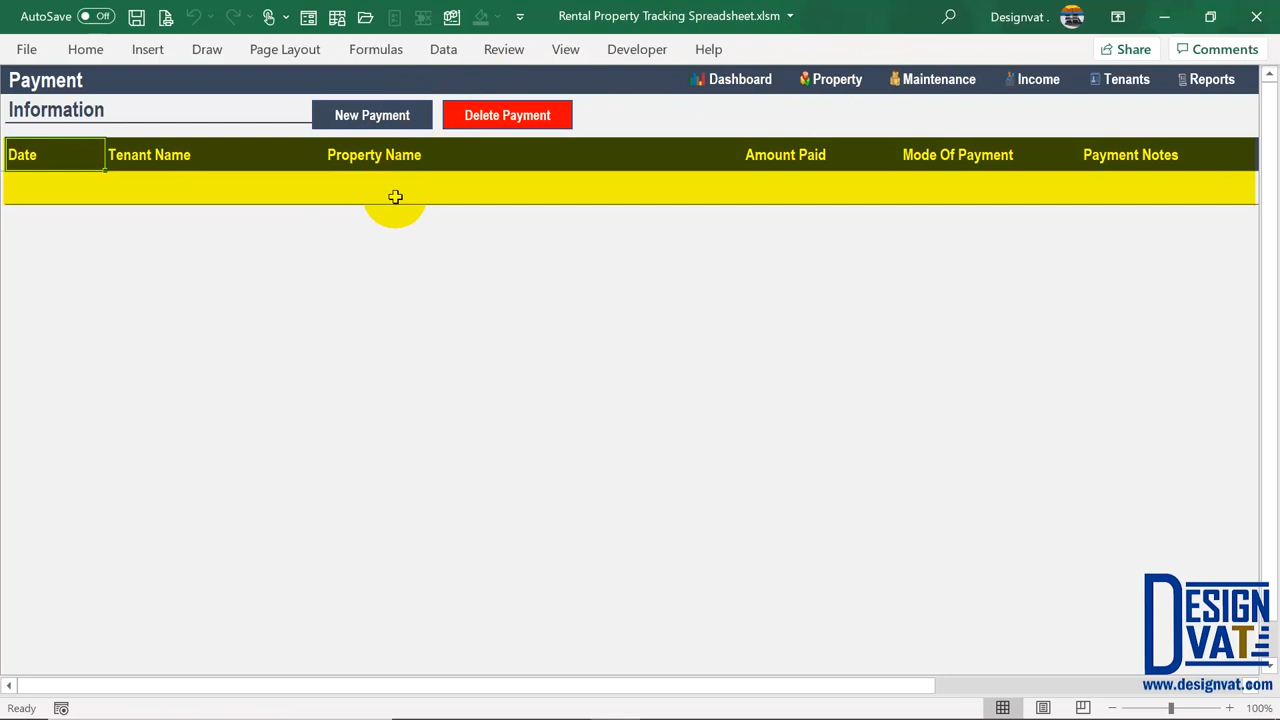 AutoSave Off Rental Property Tracking Spreadsheet.xlsm Designvat .
File Home Insert Draw Page Layout Formulas Data Review View Developer Help Share Comments
Payment Dashboard Property Maintenance Income Tenants Reports
Information New Payment Delete Payment
Date Tenant Name Property Name Amount Paid Mode Of Payment Payment Notes
DESIGN
VAT
www.designvat.com
Ready 100%